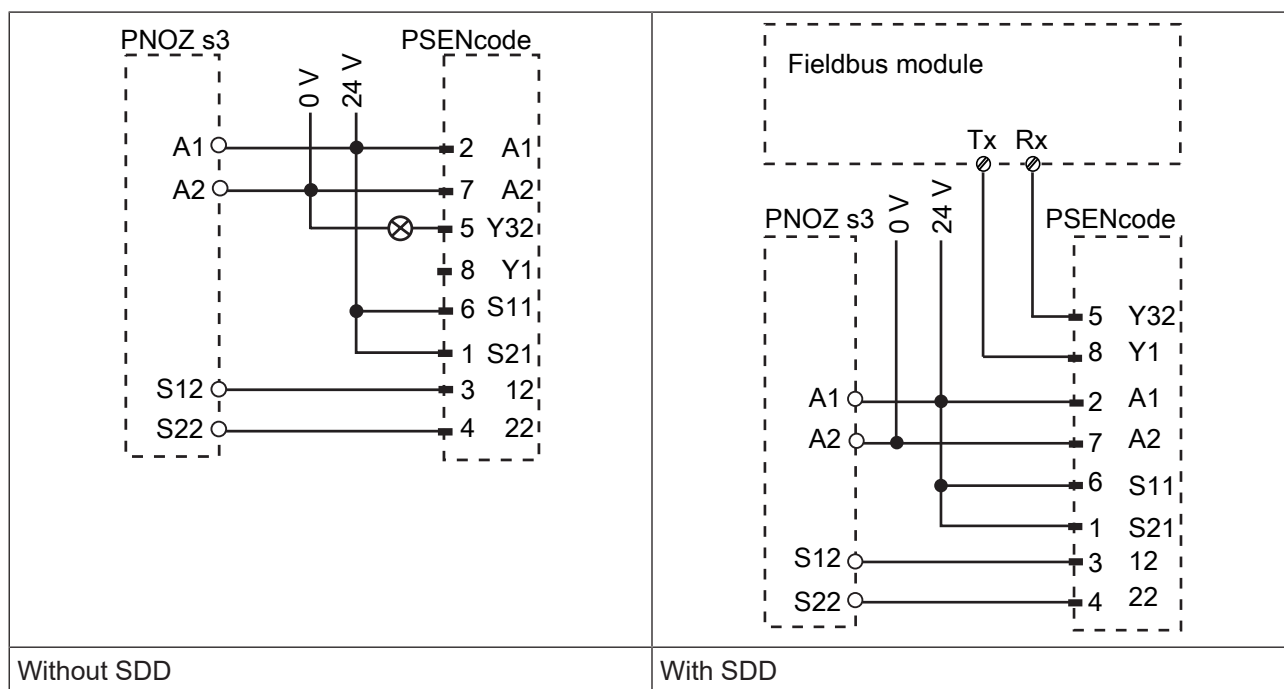 PNOZ s3 PSENcode
0 V
24 V
A1 2 A1
A2 7 A2
5 Y32
8 Y1
6 S11
1 S21
S12 3 12
S22 4 22
Without SDD
Fieldbus module
Tx Rx
PNOZ s3 PSENcode
0 V
24 V
5 Y32
8 Y1
A1 2 A1
A2 7 A2
6 S11
1 S21
S12 3 12
S22 4 22
With SDD